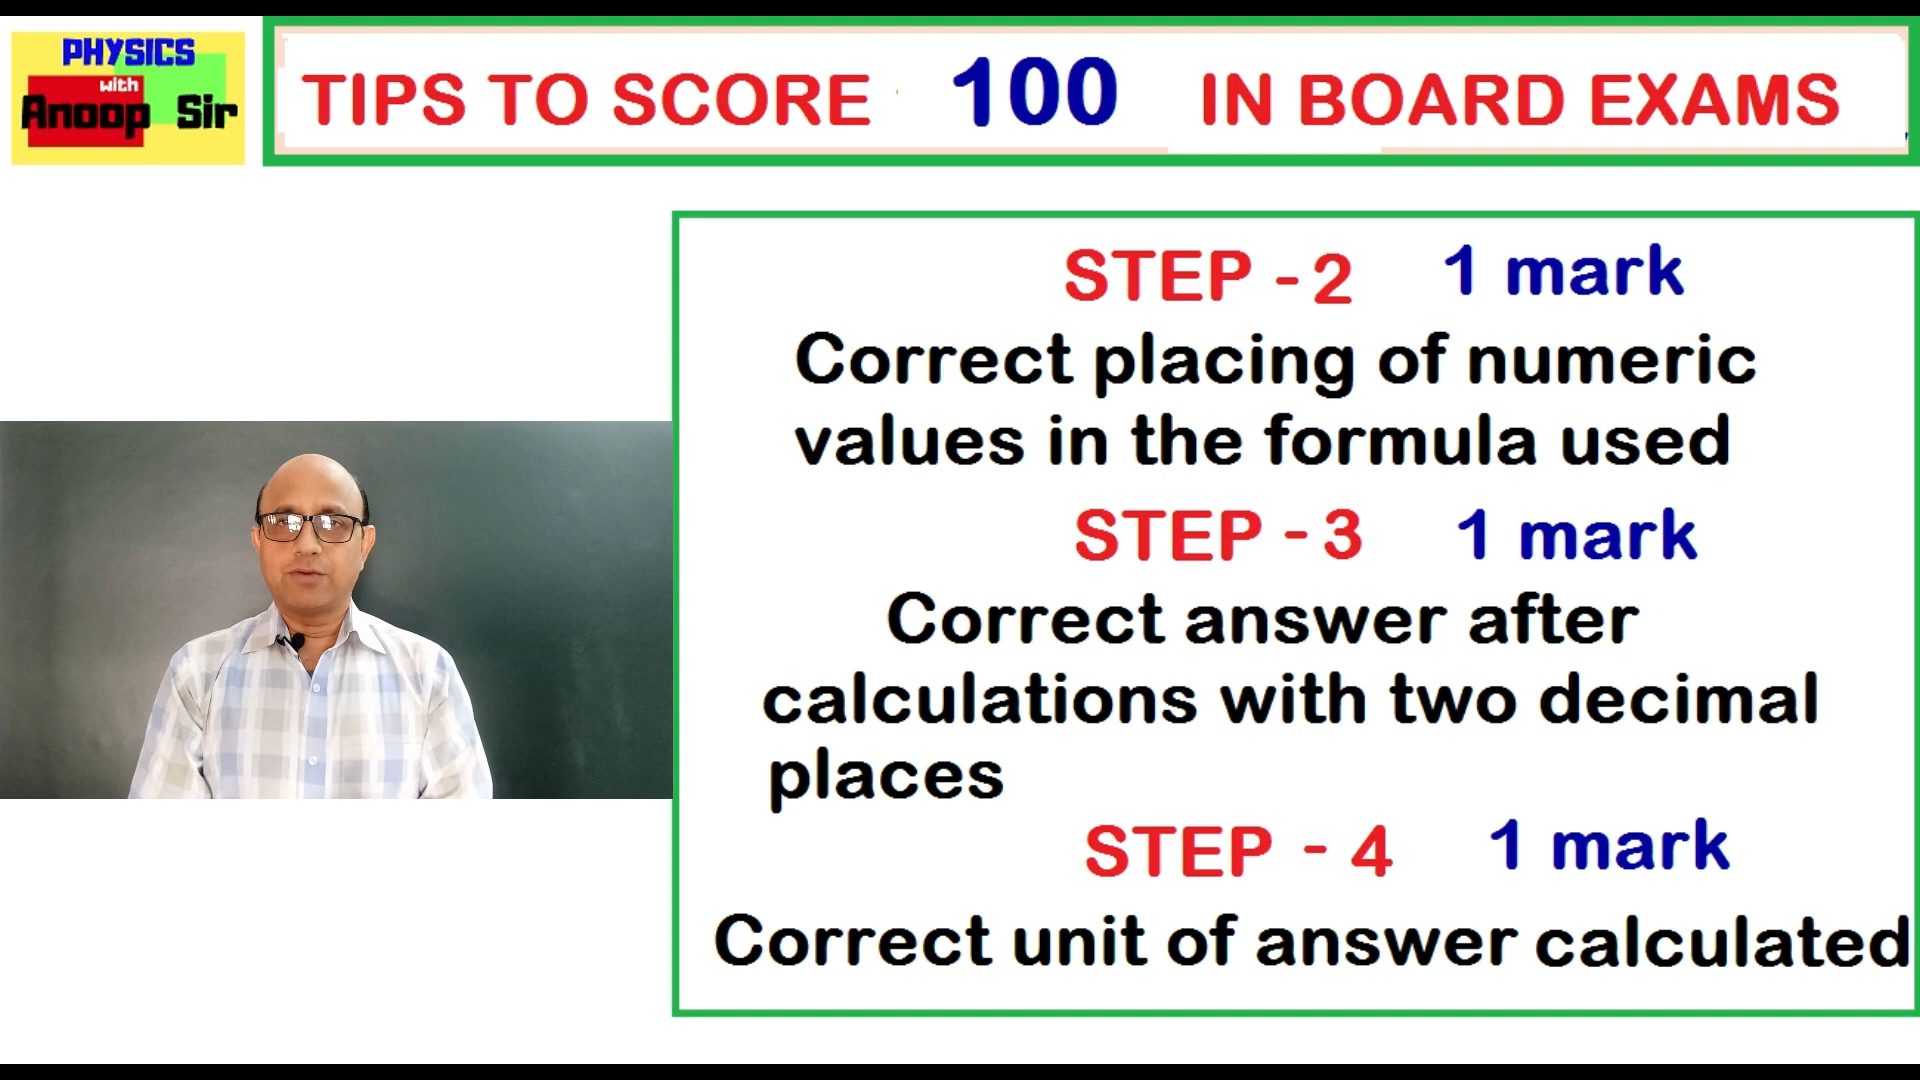 PHYSICS
with
Anoop Sir
TIPS TO SCORE 100 IN BOARD EXAMS
STEP - 2 1 mark
Correct placing of numeric
values in the formula used
STEP - 3 1 mark
Correct answer after
calculations with two decimal
places
STEP - 4 1 mark
Correct unit of answer calculated